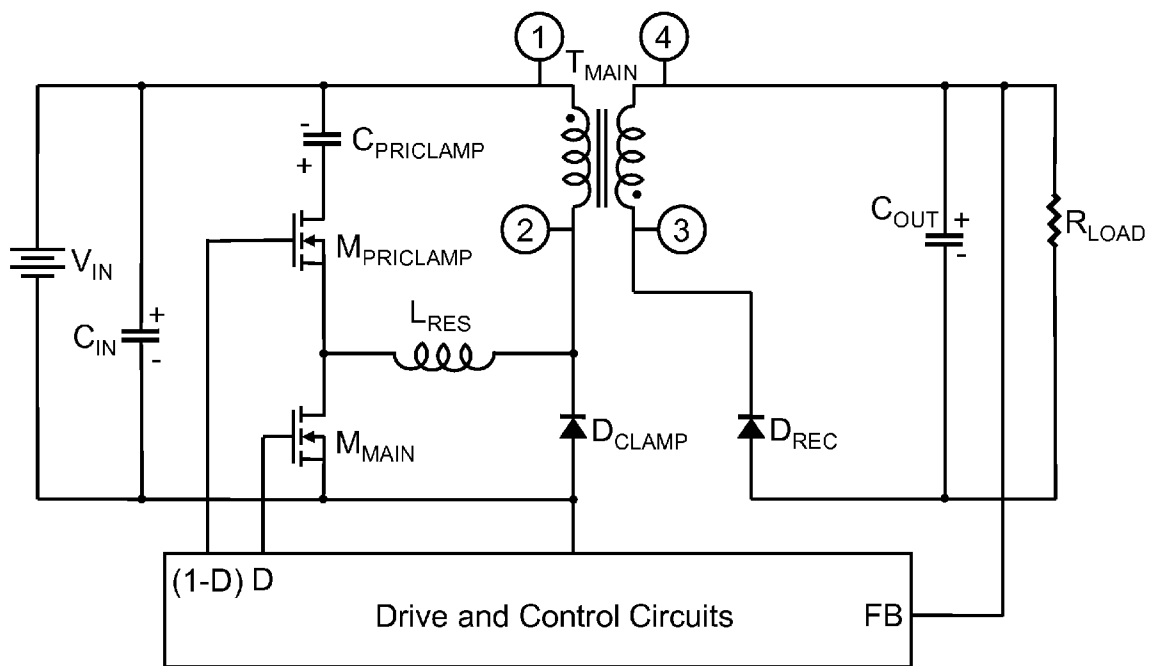 1
4
T_MAIN
-
C_PRICLAMP
+
2
3
M_PRICLAMP
V_IN
C_IN
+
-
L_RES
C_OUT
+
-
R_LOAD
M_MAIN
D_CLAMP
D_REC
(1-D) D
Drive and Control Circuits
FB